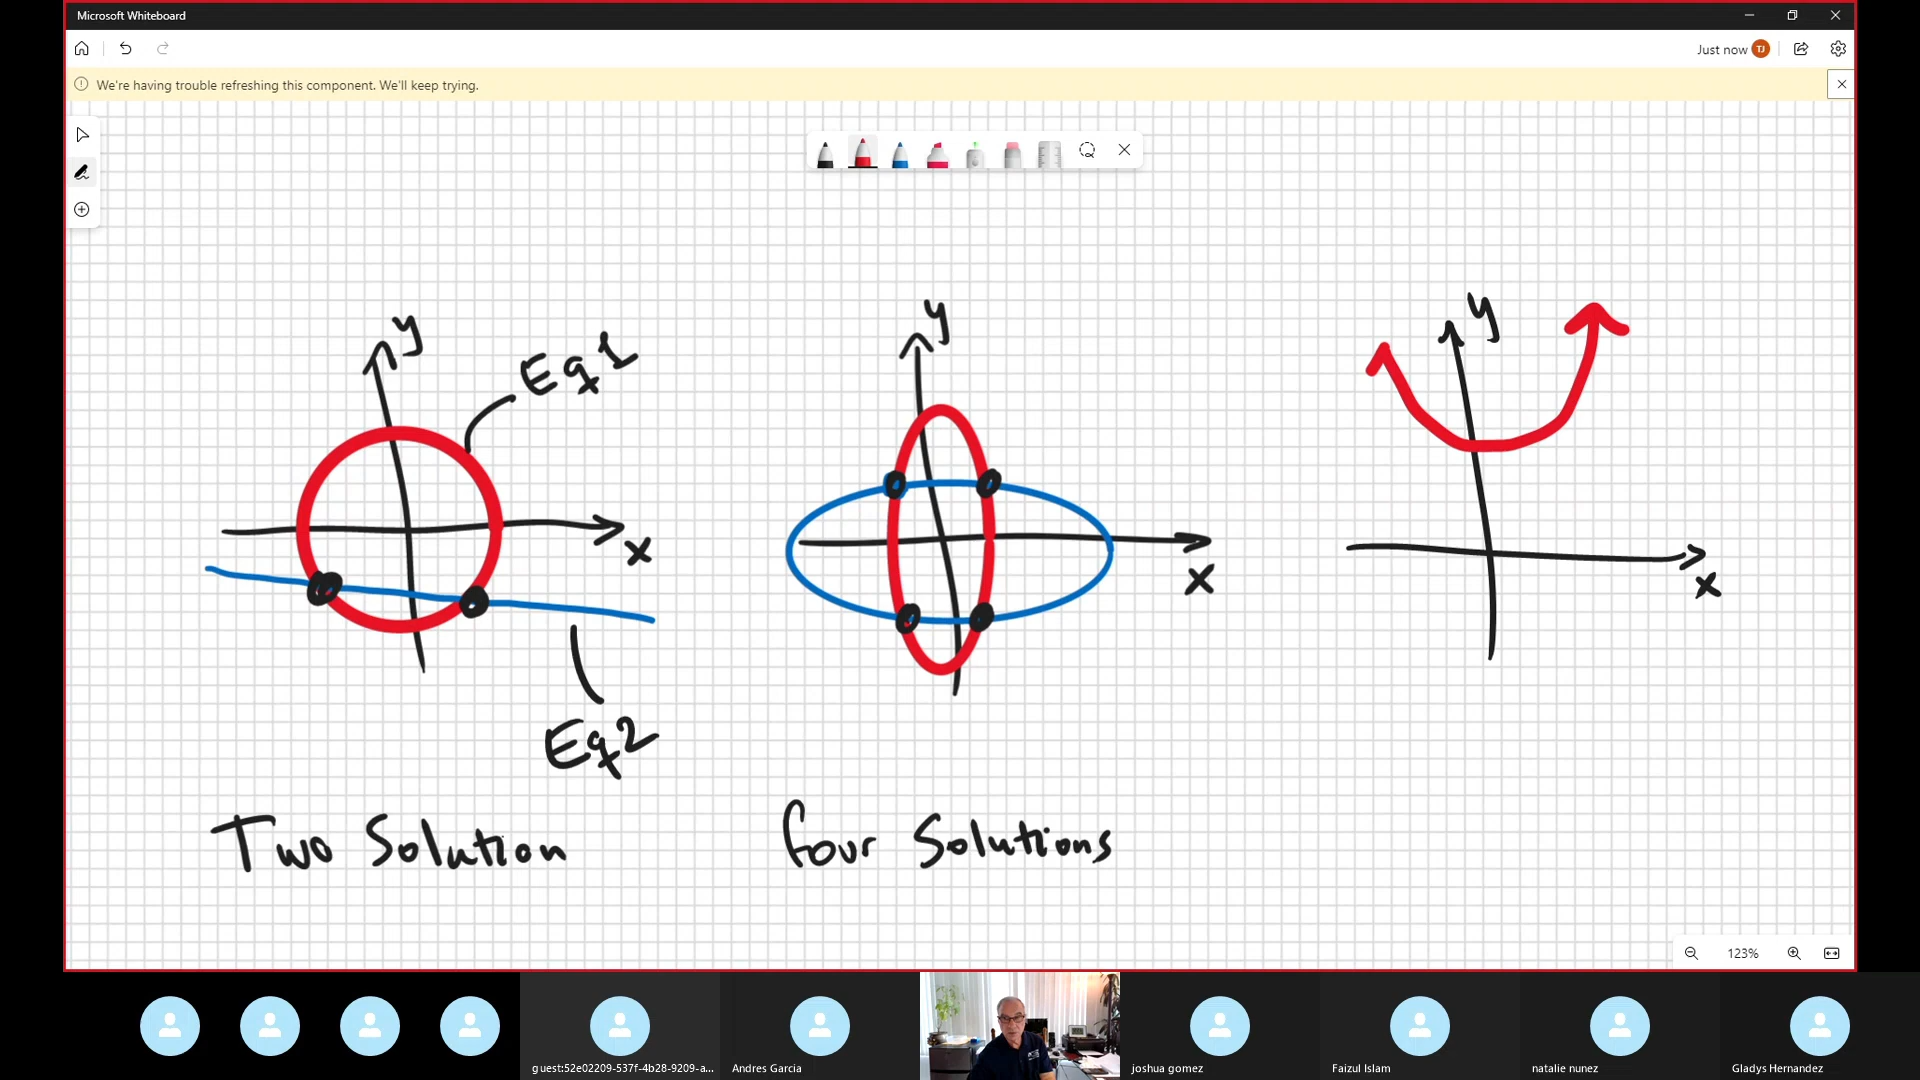 Microsoft Whiteboard
Just now TJ
We're having trouble refreshing this component. We'll keep trying.
y
Eq1
x
Eq2
Two Solution
y
x
four Solutions
y
x
123%
guest:52e02209-537f-4b28-9209-a...
Andres Garcia
joshua gomez
Faizul Islam
natalie nunez
Gladys Hernandez